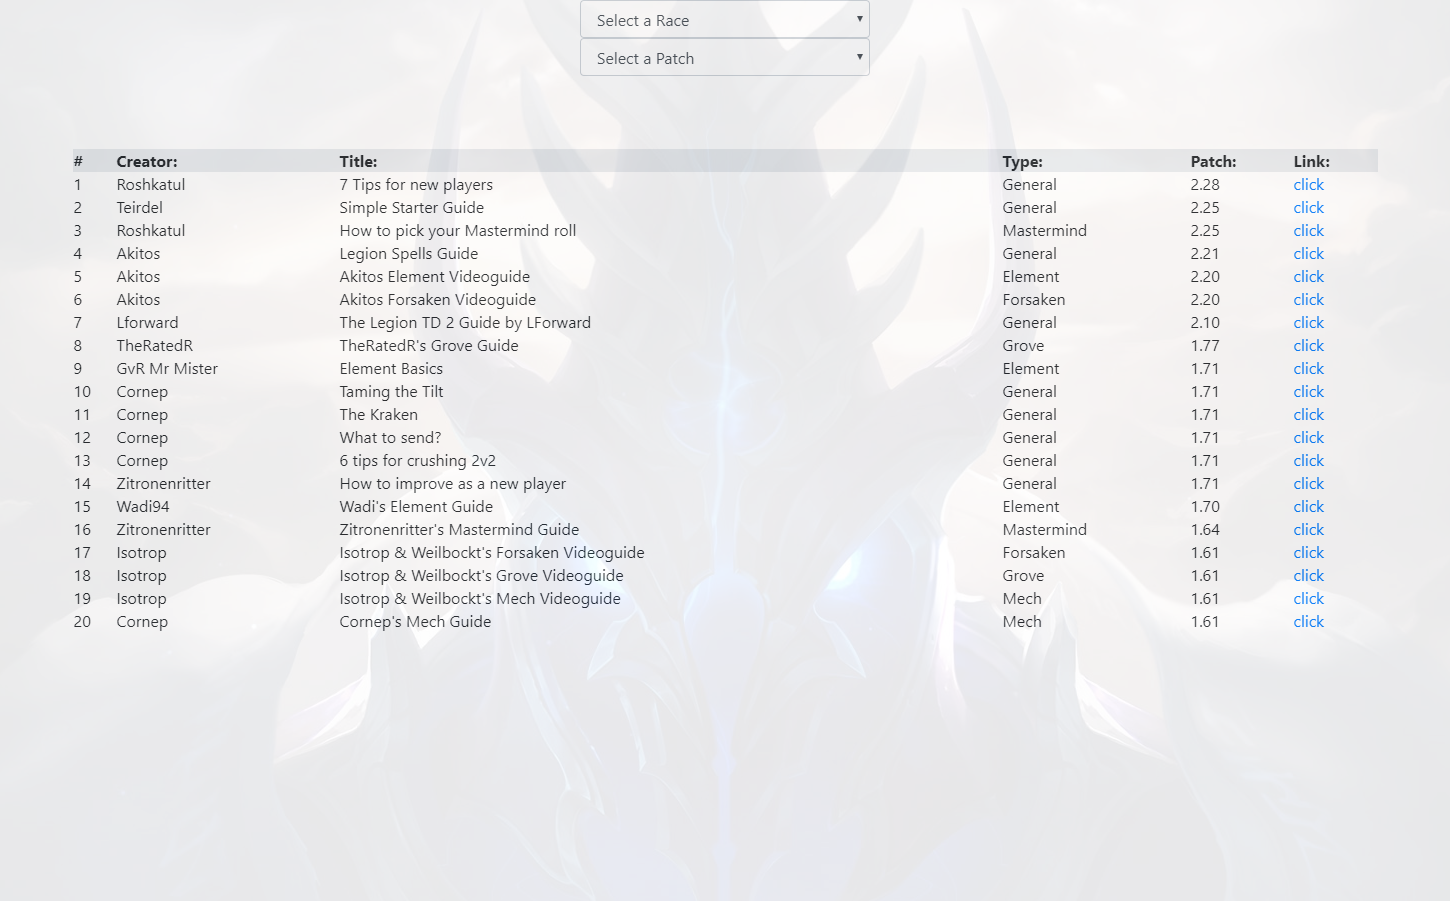 Select a Race
Select a Patch
# Creator: Title: Type: Patch: Link:
1 Roshkatul 7 Tips for new players General 2.28 click
2 Teirdel Simple Starter Guide General 2.25 click
3 Roshkatul How to pick your Mastermind roll Mastermind 2.25 click
4 Akitos Legion Spells Guide General 2.21 click
5 Akitos Akitos Element Videoguide Element 2.20 click
6 Akitos Akitos Forsaken Videoguide Forsaken 2.20 click
7 Lforward The Legion TD 2 Guide by LForward General 2.10 click
8 TheRatedR TheRatedR's Grove Guide Grove 1.77 click
9 GvR Mr Mister Element Basics Element 1.71 click
10 Cornep Taming the Tilt General 1.71 click
11 Cornep The Kraken General 1.71 click
12 Cornep What to send? General 1.71 click
13 Cornep 6 tips for crushing 2v2 General 1.71 click
14 Zitronenritter How to improve as a new player General 1.71 click
15 Wadi94 Wadi's Element Guide Element 1.70 click
16 Zitronenritter Zitronenritter's Mastermind Guide Mastermind 1.64 click
17 Isotrop Isotrop & Weilbockt's Forsaken Videoguide Forsaken 1.61 click
18 Isotrop Isotrop & Weilbockt's Grove Videoguide Grove 1.61 click
19 Isotrop Isotrop & Weilbockt's Mech Videoguide Mech 1.61 click
20 Cornep Cornep's Mech Guide Mech 1.61 click